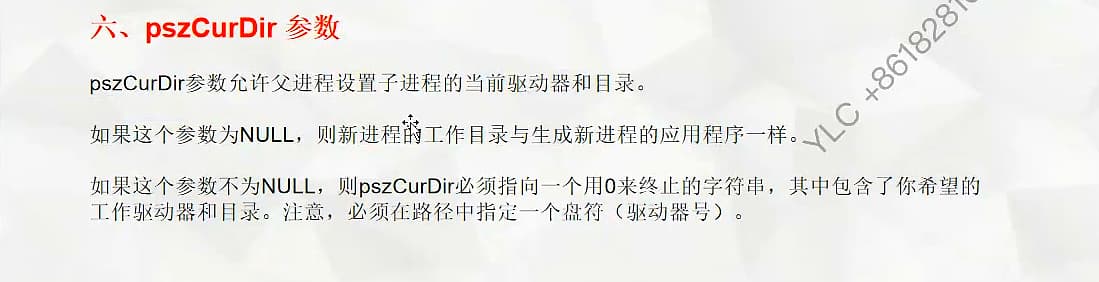 六、pszCurDir 参数
pszCurDir参数允许父进程设置子进程的当前驱动器和目录。
如果这个参数为NULL，则新进程的工作目录与生成新进程的应用程序一样。
如果这个参数不为NULL，则pszCurDir必须指向一个用0来终止的字符串，其中包含了你希望的
工作驱动器和目录。注意，必须在路径中指定一个盘符（驱动器号）。
YLC